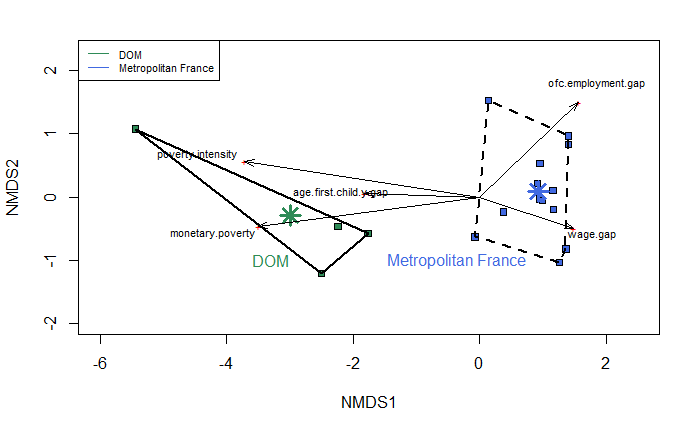 DOM
Metropolitan France
ofc.employment.gap
poverty.intensity
age.first.child.y.gap
monetary.poverty
wage.gap
DOM
Metropolitan France
NMDS2
2
1
0
-1
-2
-6
-4
-2
0
2
NMDS1